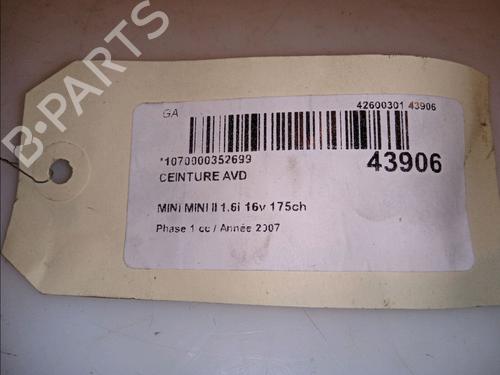 GA
42600301 43906
*1070000352699
43906
CEINTURE AVD
MINI MINI II 1.6i 16v 175ch
Phase 1 cc / Année 2007
B-PARTS